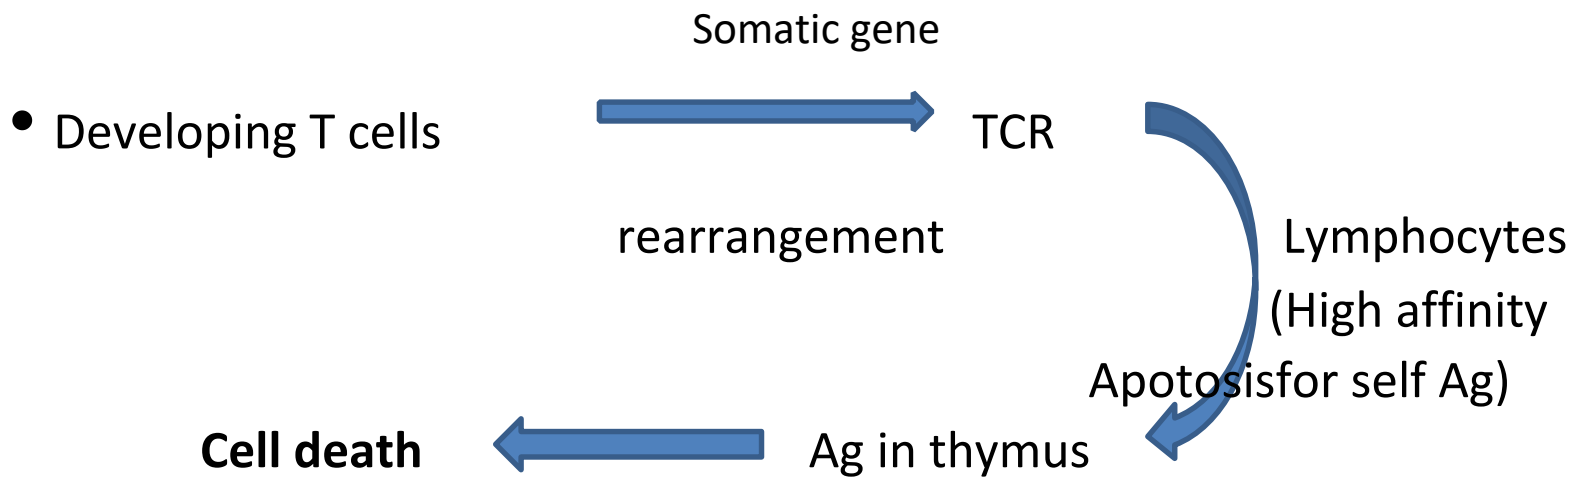 Somatic gene
• Developing T cells TCR
rearrangement Lymphocytes
(High affinity
Apotosisfor self Ag)
Cell death Ag in thymus